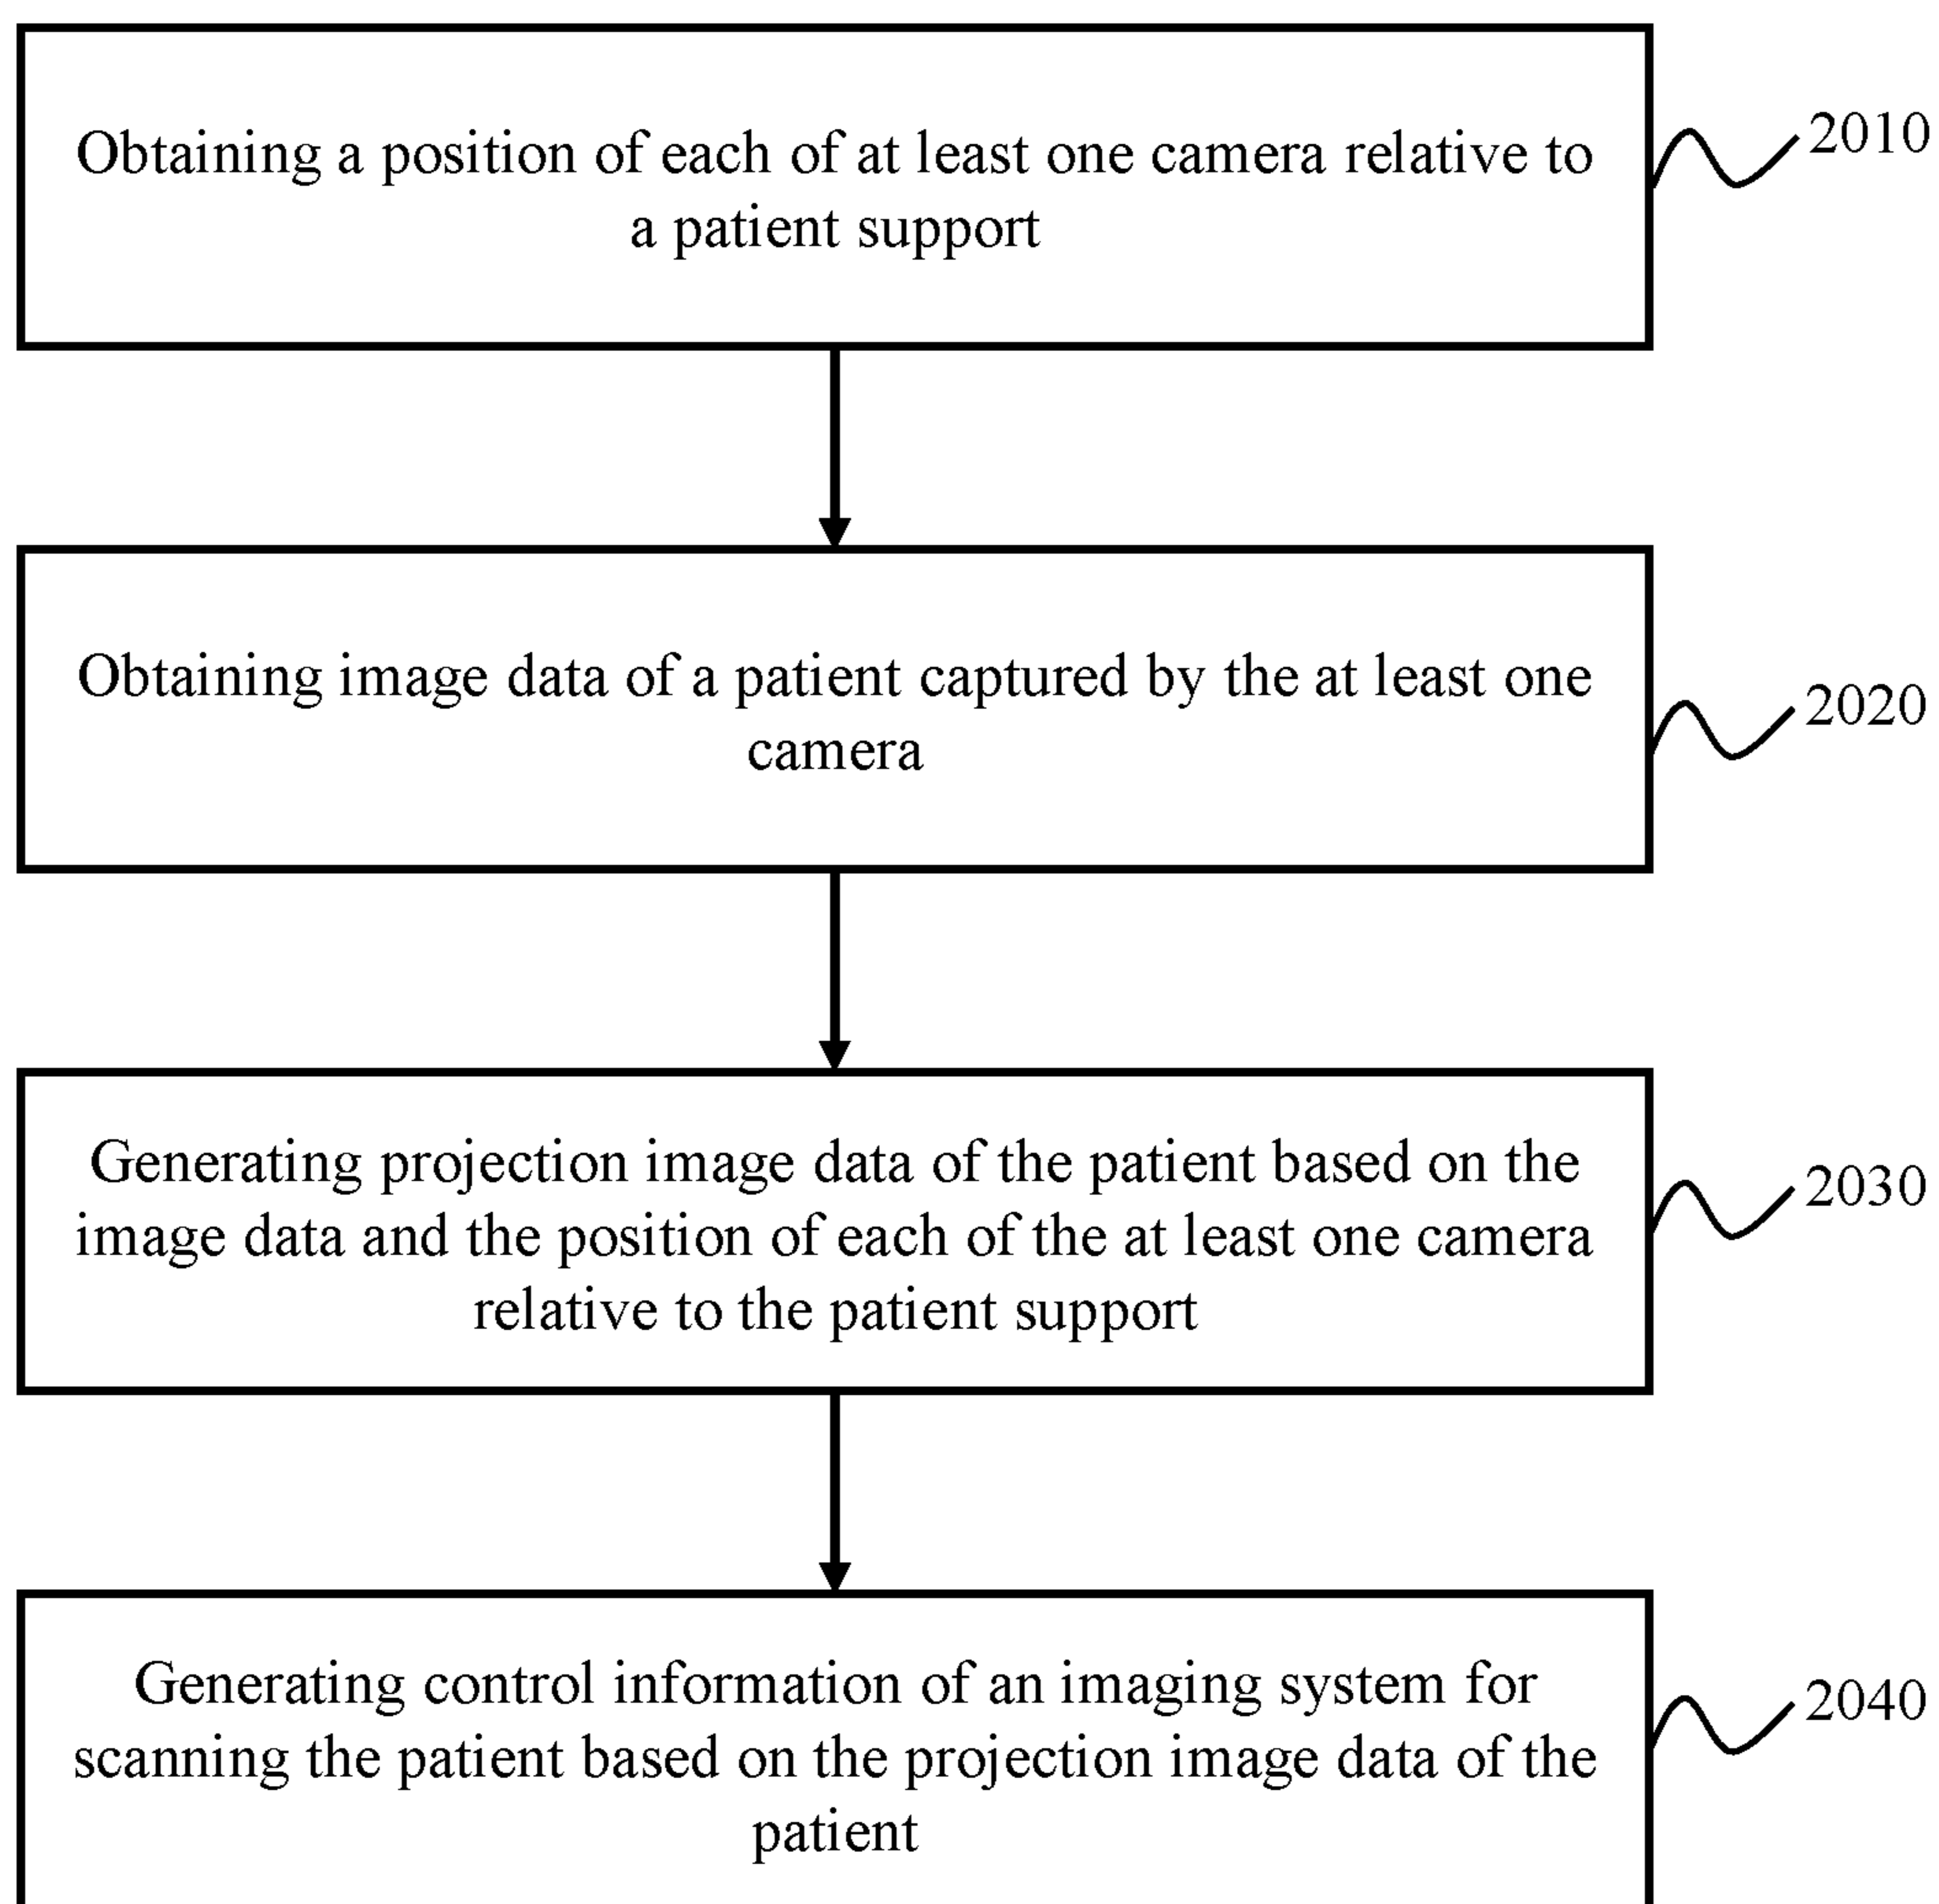 Obtaining a position of each of at least one camera relative to
a patient support
2010
Obtaining image data of a patient captured by the at least one
camera
2020
Generating projection image data of the patient based on the
image data and the position of each of the at least one camera
relative to the patient support
2030
Generating control information of an imaging system for
scanning the patient based on the projection image data of the
patient
2040